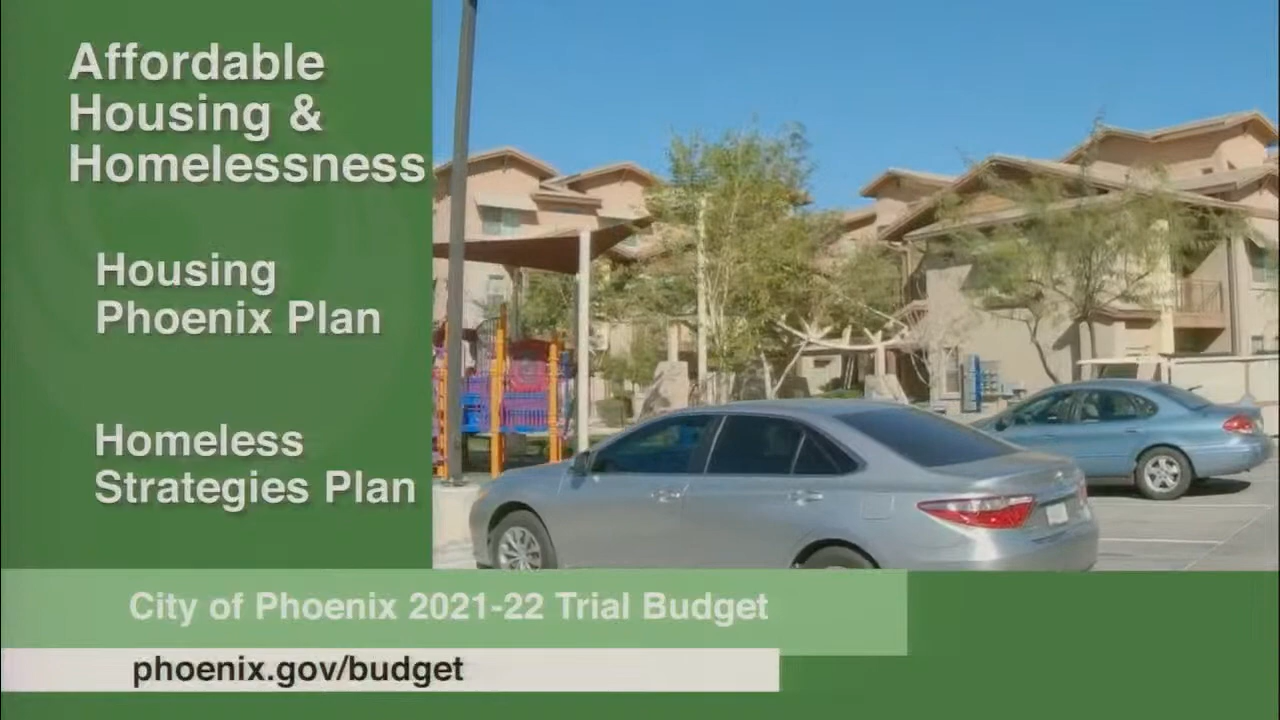 Affordable
Housing &
Homelessness
Housing
Phoenix Plan
Homeless
Strategies Plan
City of Phoenix 2021-22 Trial Budget
phoenix.gov/budget